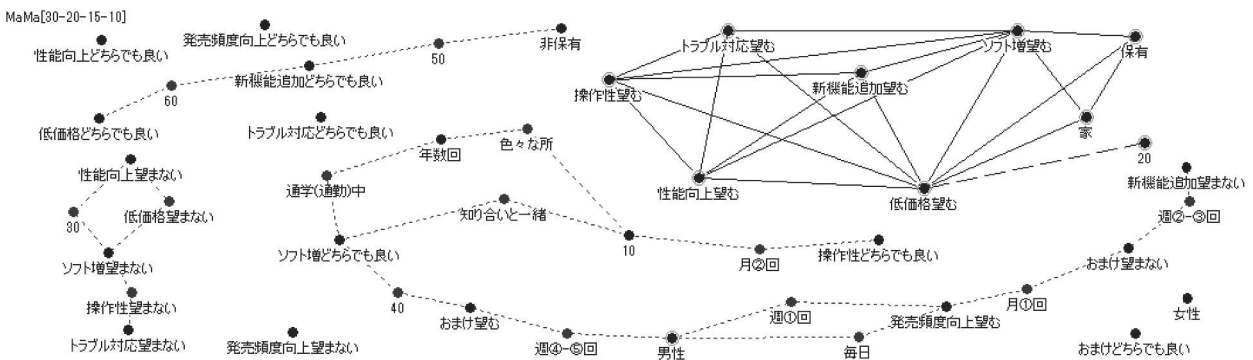 MaMa[30-20-15-10]
性能向上どちらでも良い
発売頻度向上どちらでも良い
50
非保有
トラブル対応望む
ソフト増望む
保有
60
新機能追加どちらでも良い
操作性望む
新機能追加望む
低価格どちらでも良い
トラブル対応どちらでも良い
年数回
色々な所
家
20
性能向上望まない
通学(通勤)中
性能向上望む
低価格望む
新機能追加望まない
30
低価格望まない
知り合いと一緒
週②-③回
ソフト増望まない
ソフト増どちらでも良い
10
月②回
操作性どちらでも良い
おまけ望まない
操作性望まない
40
おまけ望む
週①回
発売頻度向上望む
月①回
女性
トラブル対応望まない
発売頻度向上望まない
週④-⑤回
男性
毎日
おまけどちらでも良い